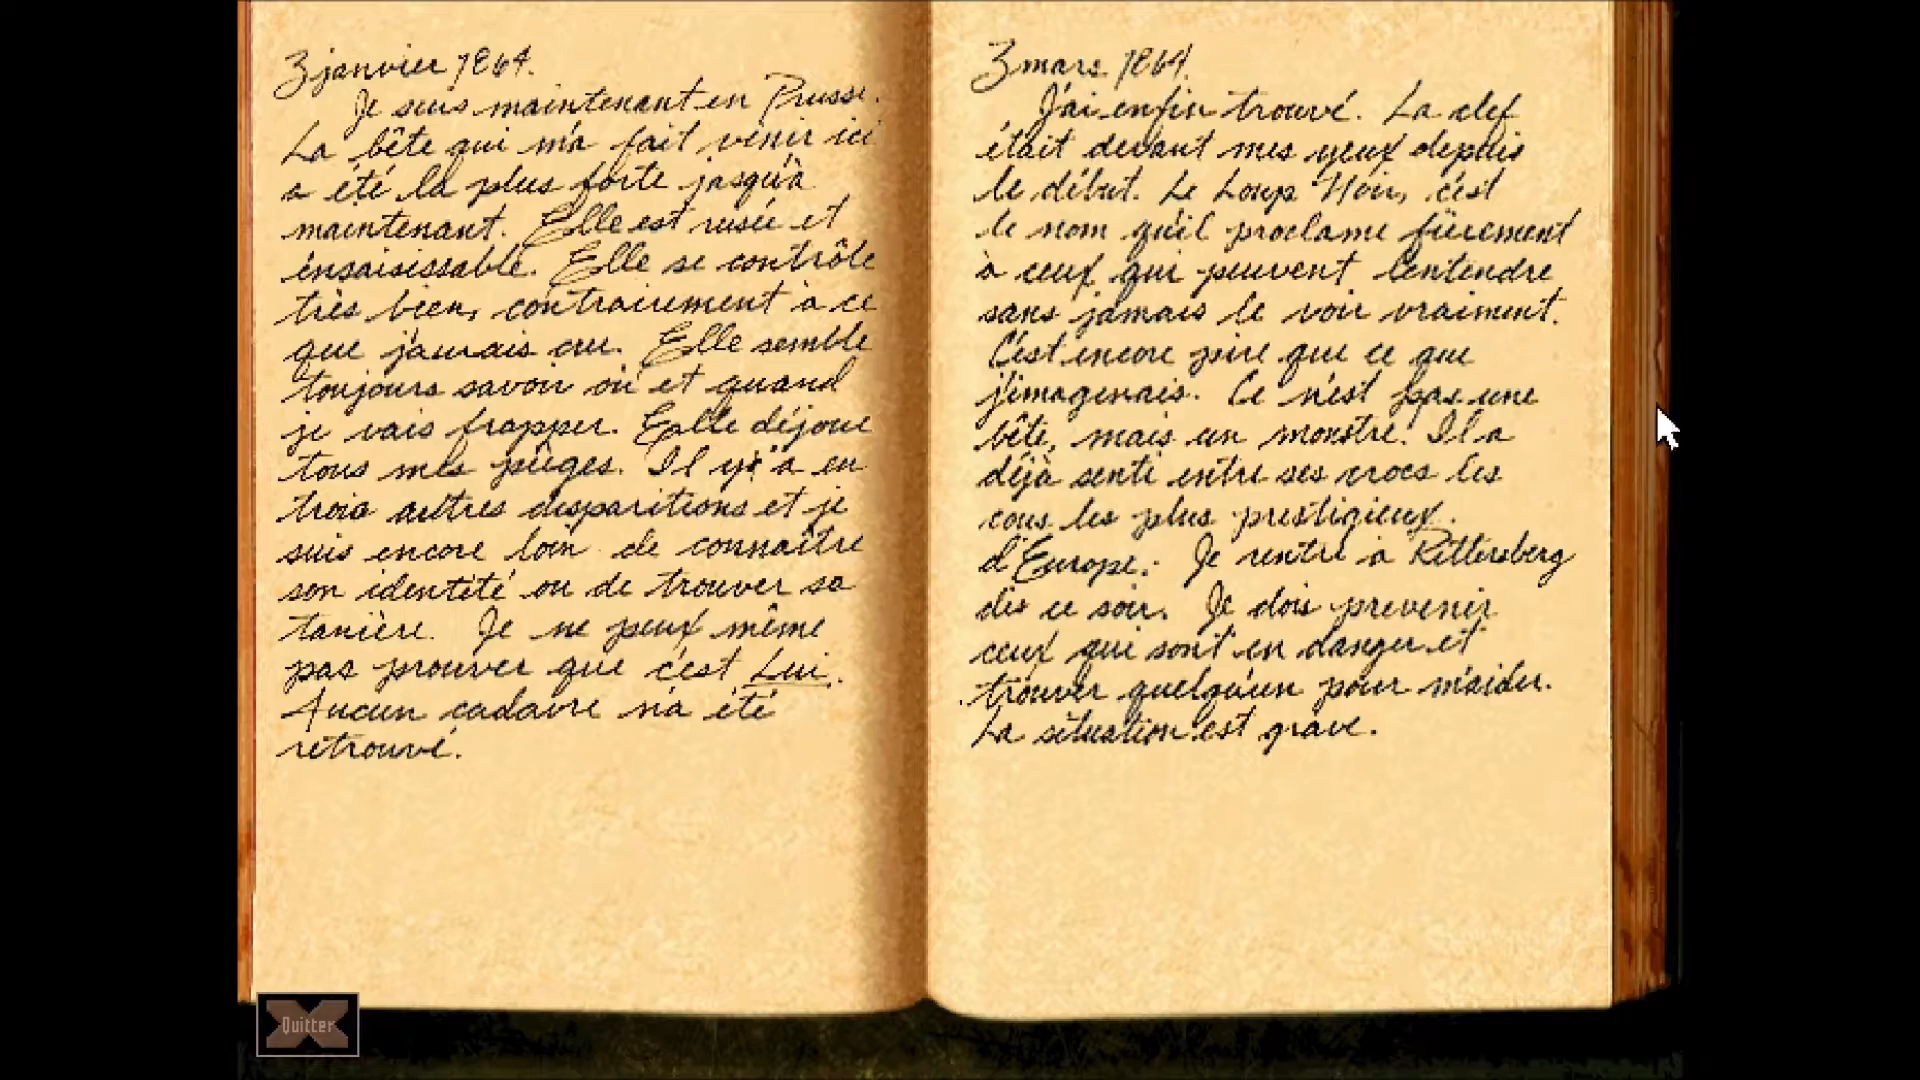 3 janvier 1864.
Je suis maintenant en Prusse.
La bête qui m'a fait venir ici
a été la plus forte jusqu'à
maintenant. Elle est rusée et
insaisissable. Elle se contrôle
très bien, contrairement à ce
que j'aurais cru. Elle semble
toujours savoir où et quand
je vais frapper. Elle déjoue
tous mes pièges. Il y a eu
trois autres disparitions et je
suis encore loin de connaître
son identité ou de trouver sa
tanière. Je ne peux même
pas prouver que c'est Lui.
Aucun cadavre n'a été
retrouvé.
3 mars 1864.
J'ai enfin trouvé. La clef
était devant mes yeux depuis
le début. Le Loup Noir, c'est
le nom qu'il proclame fièrement
à ceux qui peuvent l'entendre
sans jamais le voir vraiment.
C'est encore pire que ce que
j'imaginais. Ce n'est pas une
bête, mais un monstre. Il a
déjà senti entre ses crocs les
cous les plus prestigieux
d'Europe. Je rentre à Rittersberg
dès ce soir. Je dois prevenir
ceux qui sont en danger et
trouver quelqu'un pour m'aider.
La situation est grave.
Quitter